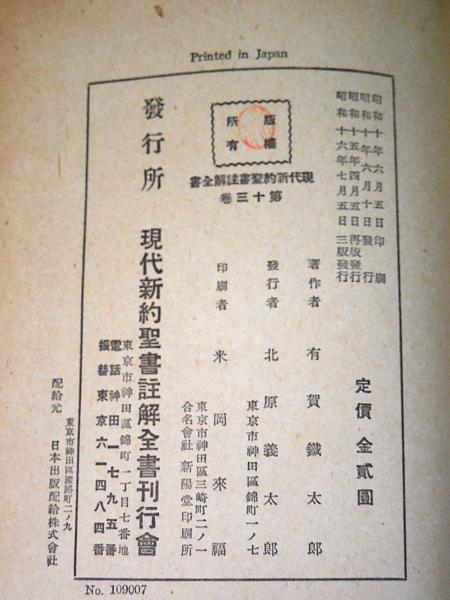 Printed in Japan
昭和十年六月五日印刷
昭和十年六月十日發行
昭和十五年四月五日再版發行
昭和十六年七月五日三版發行
定價 金貳圓
版權
所有
現代新約聖書註解全書
第十三卷
著作者 有賀鐵太郎
發行者 北原義太郎
東京市神田區錦町一ノ七
印刷者 米岡來福
東京市神田區三崎町二ノ一
合名會社 新陽堂印刷所
發行所 現代新約聖書註解全書刊行會
東京市神田區錦町一丁目七番地
電話神田一七九五番
振替東京六一四八四番
配給元 東京市神田區淡路町二ノ九
日本出版配給株式會社
No. 109007